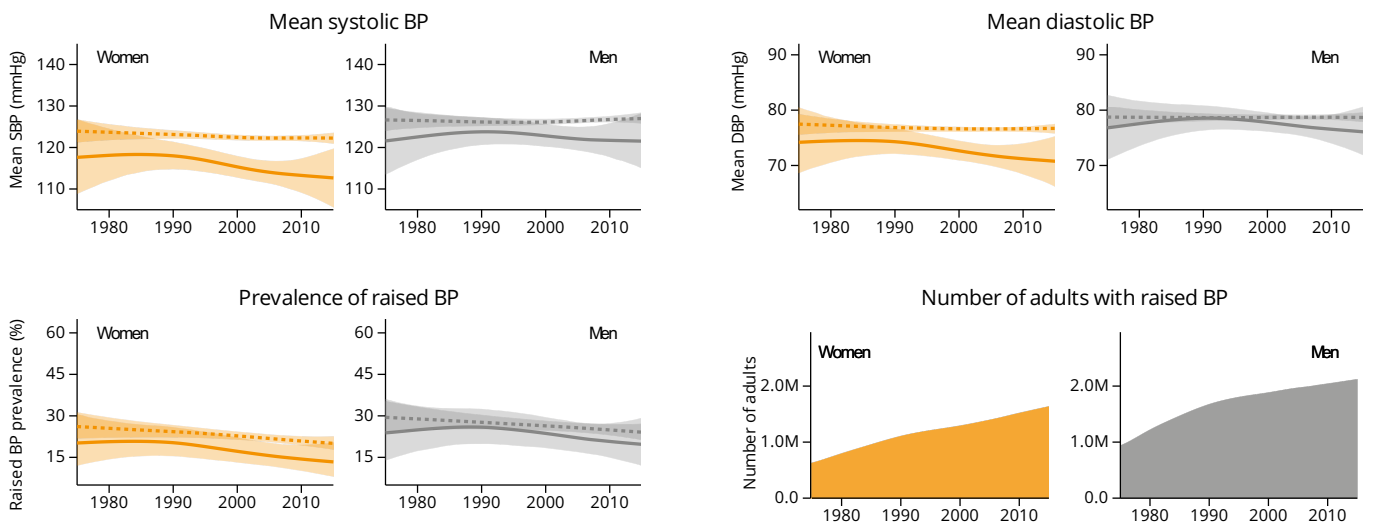 Mean systolic BP
Mean diastolic BP
Mean SBP (mmHg)
140
130
120
110
Women
1980 1990 2000 2010
140
130
120
110
Men
1980 1990 2000 2010
Mean DBP (mmHg)
90
80
70
Women
1980 1990 2000 2010
90
80
70
Men
1980 1990 2000 2010
Prevalence of raised BP
Number of adults with raised BP
Raised BP prevalence (%)
60
45
30
15
Women
1980 1990 2000 2010
60
45
30
15
Men
1980 1990 2000 2010
Number of adults
2.0M
1.0M
0.0
Women
1980 1990 2000 2010
2.0M
1.0M
0.0
Men
1980 1990 2000 2010